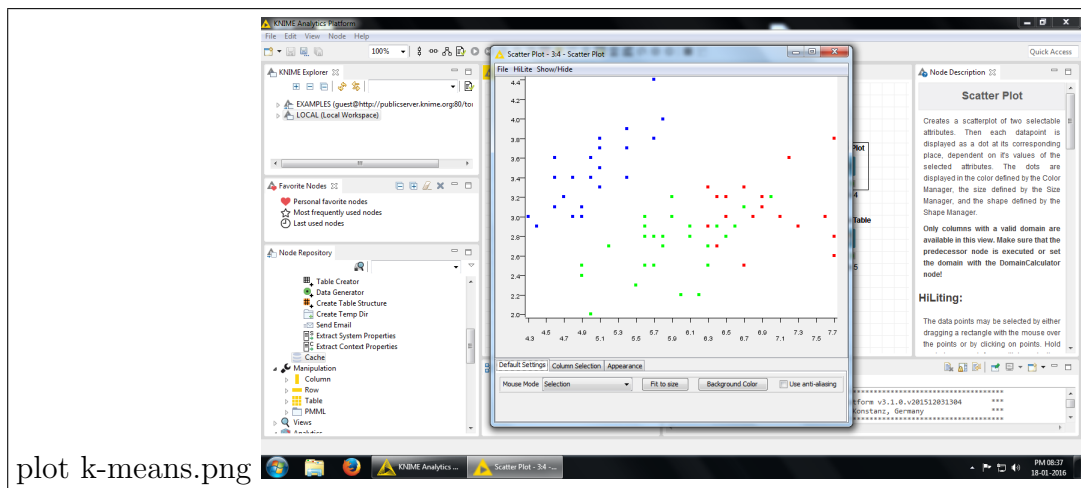 KNIME Analytics Platform
File Edit View Node Help
100%
Quick Access
KNIME Explorer
EXAMPLES (guest@http://publicserver.knime.org:80/to
LOCAL (Local Workspace)
Favorite Nodes
Personal favorite nodes
Most frequently used nodes
Last used nodes
Node Repository
Table Creator
Data Generator
Create Table Structure
Create Temp Dir
Send Email
Extract System Properties
Extract Context Properties
Cache
Manipulation
Column
Row
Table
PMML
Views
Analytics
Scatter Plot - 3:4 - Scatter Plot
File HiLite Show/Hide
4.4
4.2
4.0
3.8
3.6
3.4
3.2
3.0
2.8
2.6
2.4
2.2
2.0
4.3 4.5 4.7 4.9 5.1 5.3 5.5 5.7 5.9 6.1 6.3 6.5 6.7 6.9 7.1 7.3 7.5 7.7
Default Settings Column Selection Appearance
Mouse Mode Selection Fit to size Background Color Use anti-aliasing
Plot
4
Table
5
Node Description
Scatter Plot
Creates a scatterplot of two selectable
attributes. Then each datapoint is
displayed as a dot at its corresponding
place, dependent on it's values of the
selected attributes. The dots are
displayed in the color defined by the Color
Manager, the size defined by the Size
Manager, and the shape defined by the
Shape Manager.
Only columns with a valid domain are
available in this view. Make sure that the
predecessor node is executed or set
the domain with the DomainCalculator
node!
HiLiting:
The data points may be selected by either
dragging a rectangle with the mouse over
the points or by clicking on points. Hold
tform v3.1.0.v201512031304 ***
Konstanz, Germany ***
plot k-means.png
KNIME Analytics ...
Scatter Plot - 3:4 -...
PM 08:37
18-01-2016